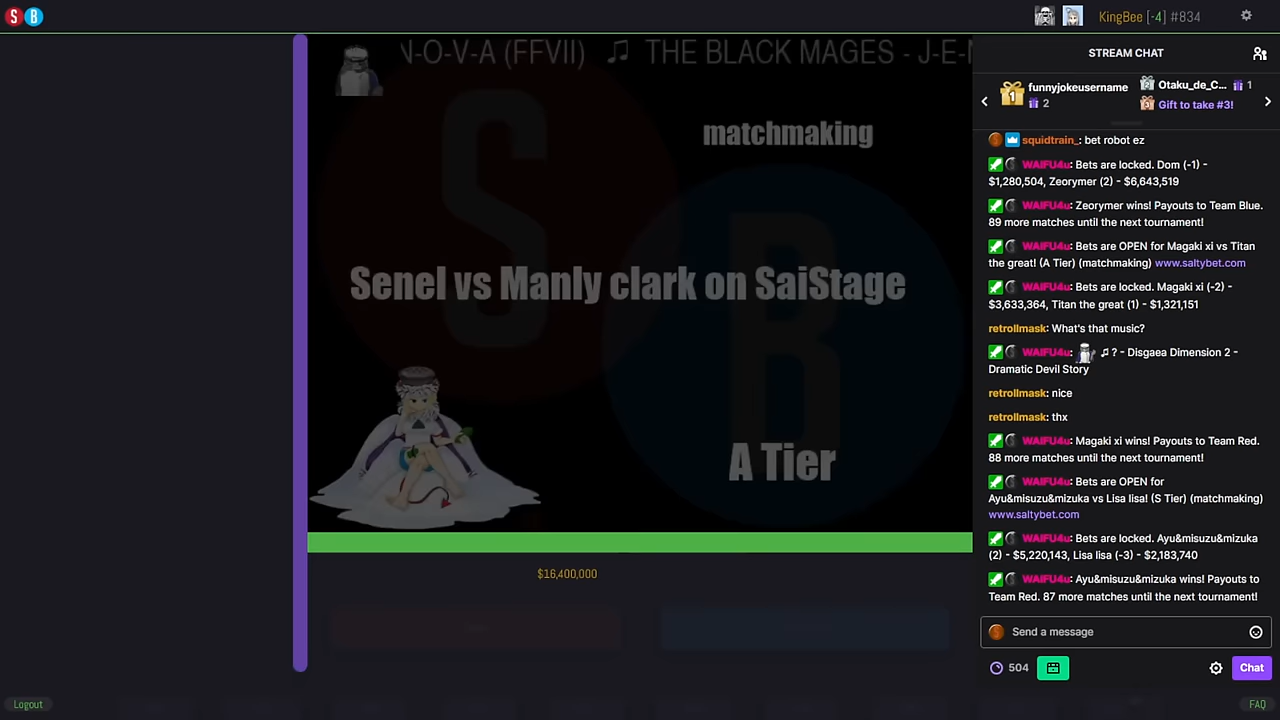 S B
KingBee [-4] #834
N-O-V-A (FFVII) ♫ THE BLACK MAGES - J-E-N
matchmaking
Senel vs Manly clark on SaiStage
A Tier
$16,400,000
STREAM CHAT
1 funnyjokeusername
2
Otaku_de_C... 1
Gift to take #3!
squidtrain_: bet robot ez
WAIFU4u: Bets are locked. Dom (-1) -
$1,280,504, Zeorymer (2) - $6,643,519
WAIFU4u: Zeorymer wins! Payouts to Team Blue.
89 more matches until the next tournament!
WAIFU4u: Bets are OPEN for Magaki xi vs Titan
the great! (A Tier) (matchmaking) www.saltybet.com
WAIFU4u: Bets are locked. Magaki xi (-2) -
$3,633,364, Titan the great (1) - $1,321,151
retrollmask: What's that music?
WAIFU4u: ♫ ? - Disgaea Dimension 2 -
Dramatic Devil Story
retrollmask: nice
retrollmask: thx
WAIFU4u: Magaki xi wins! Payouts to Team Red.
88 more matches until the next tournament!
WAIFU4u: Bets are OPEN for
Ayu&misuzu&mizuka vs Lisa lisa! (S Tier) (matchmaking)
www.saltybet.com
WAIFU4u: Bets are locked. Ayu&misuzu&mizuka
(2) - $5,220,143, Lisa lisa (-3) - $2,183,740
WAIFU4u: Ayu&misuzu&mizuka wins! Payouts to
Team Red. 87 more matches until the next tournament!
Send a message
504
Chat
Logout
FAQ